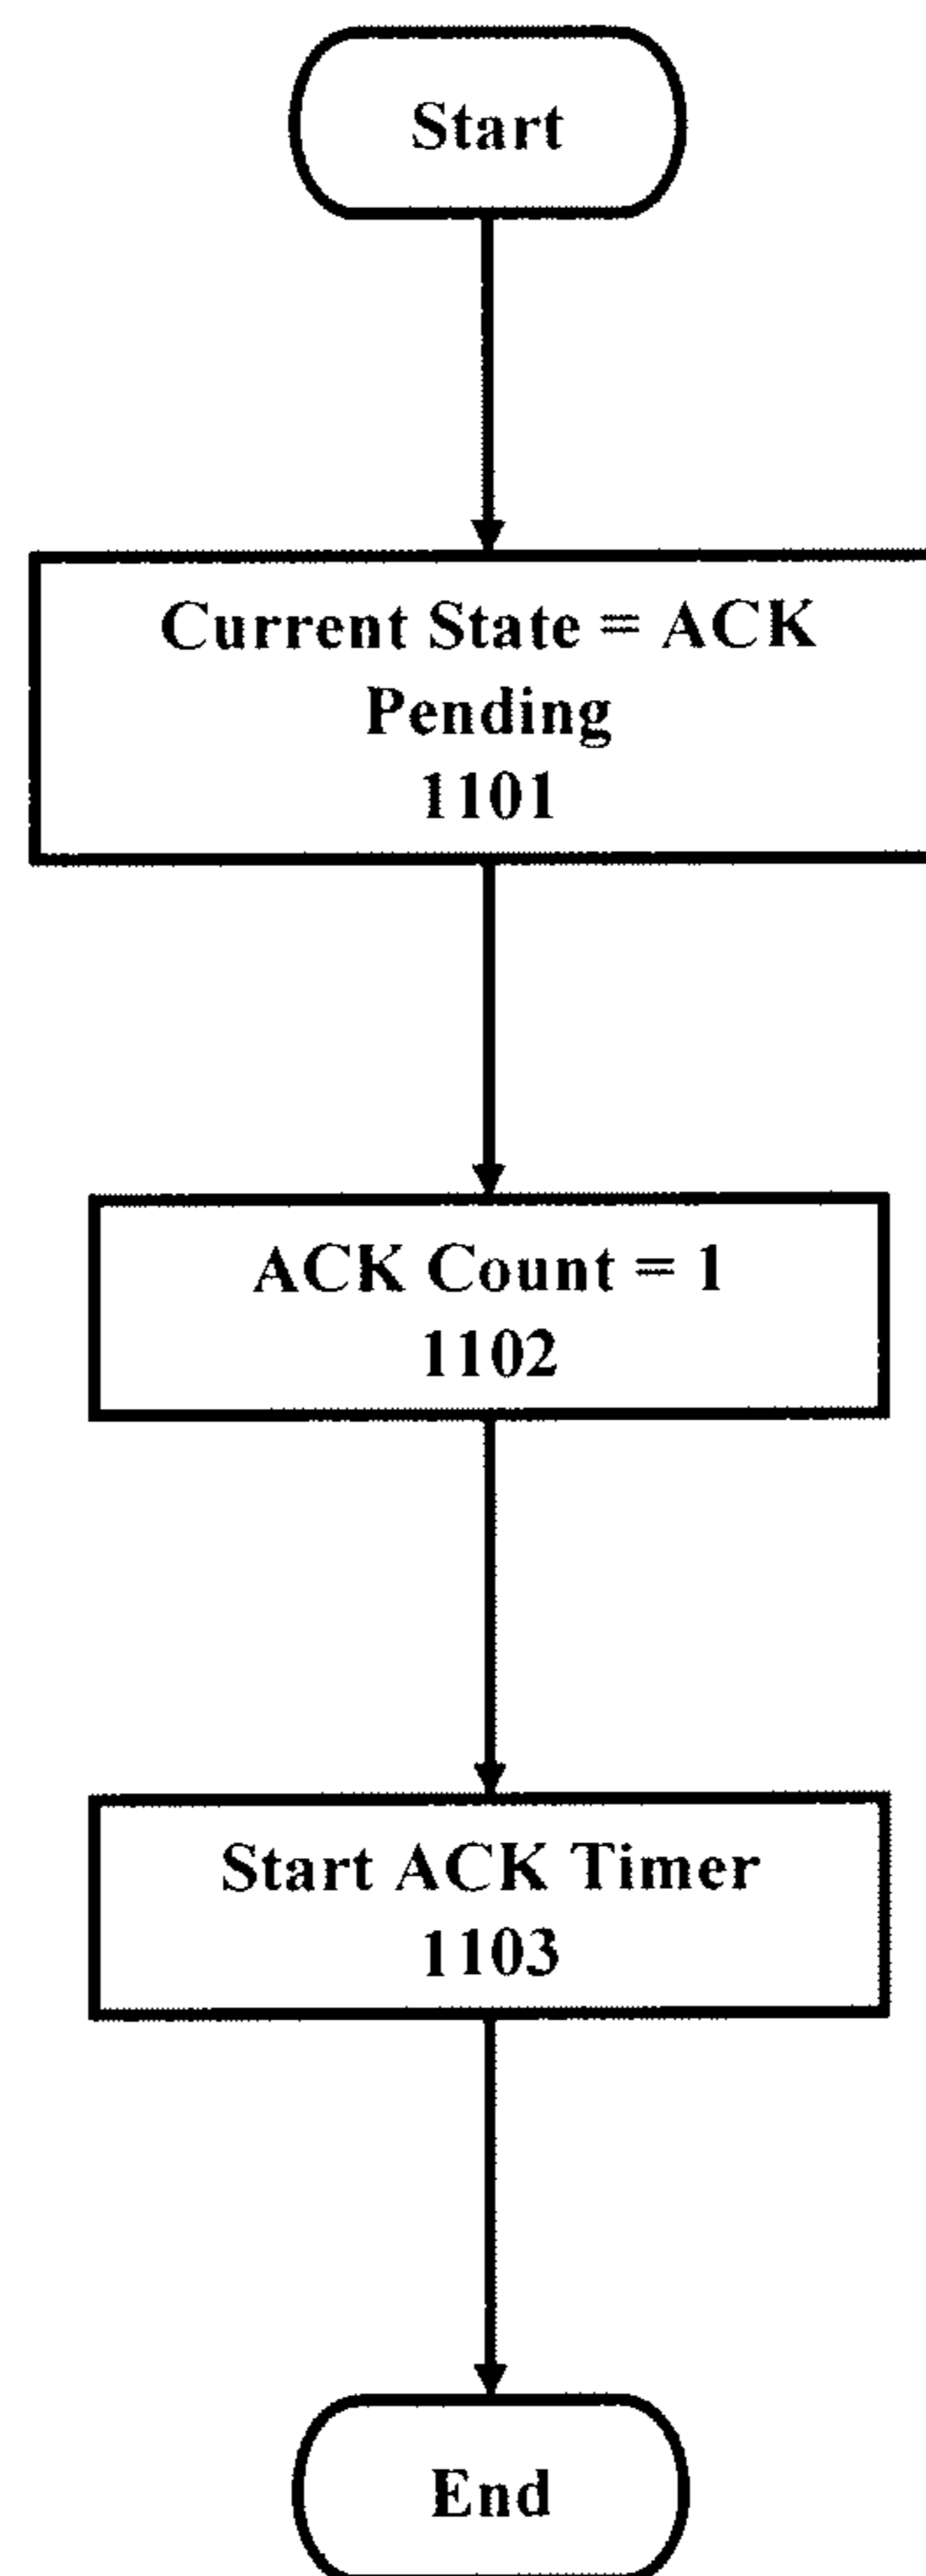 Start
Current State = ACK
Pending
1101
ACK Count = 1
1102
Start ACK Timer
1103
End